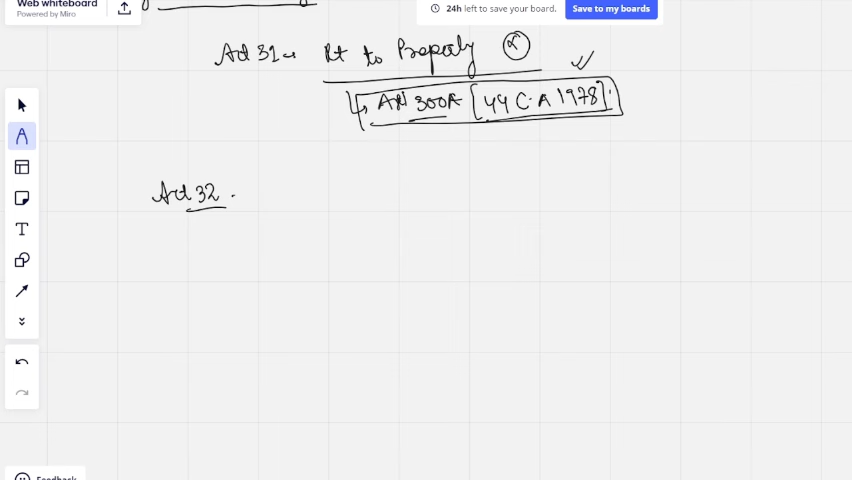 Web whiteboard
Powered by Miro
24h left to save your board.
Save to my boards
Art 31 Rt to Property
Art 300A [44 C.A 1978]
Art 32
Feedback